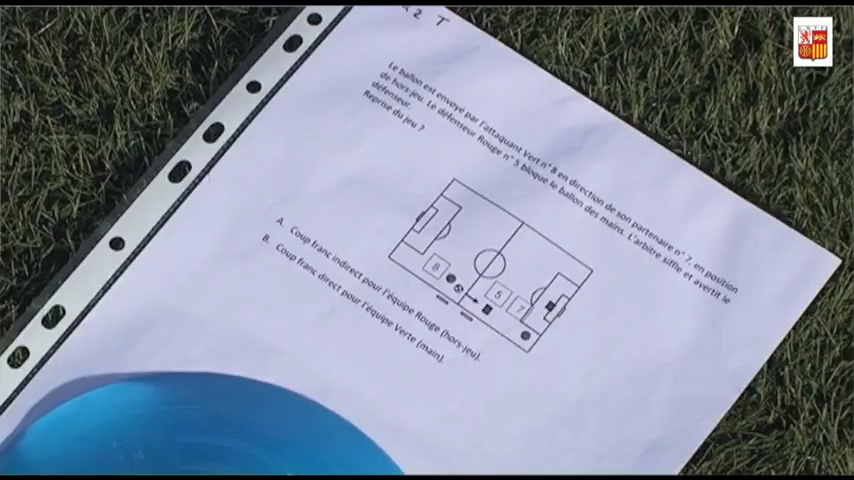 2 T
Le ballon est envoyé par l'attaquant Vert n° 8 en direction de son partenaire n° 7, en position
de hors-jeu. Le défenseur Rouge n° 5 bloque le ballon des mains. L'arbitre siffle et avertit le
défenseur.
Reprise du jeu ?
8
5
7
A. Coup franc indirect pour l'équipe Rouge (hors-jeu).
B. Coup franc direct pour l'équipe Verte (main).